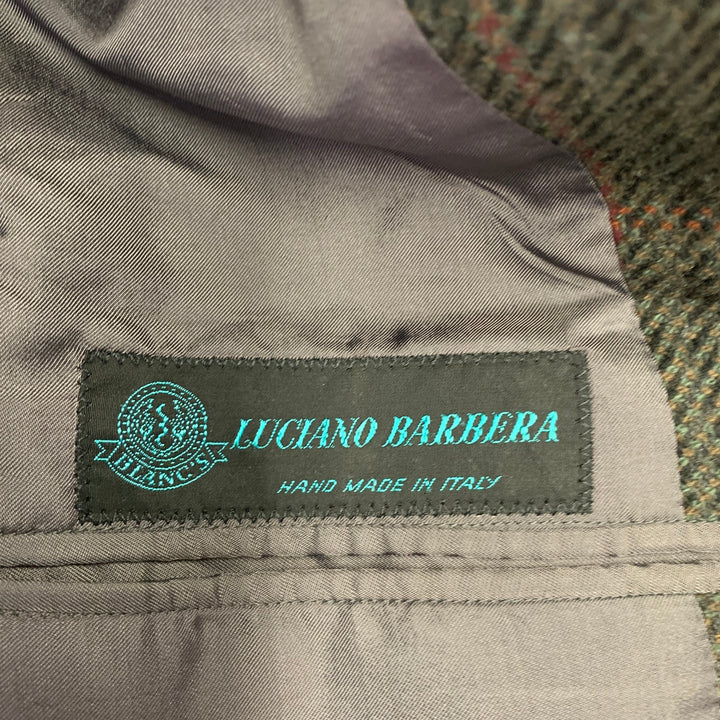 BLANC'S
LUCIANO BARBERA
HAND MADE IN ITALY